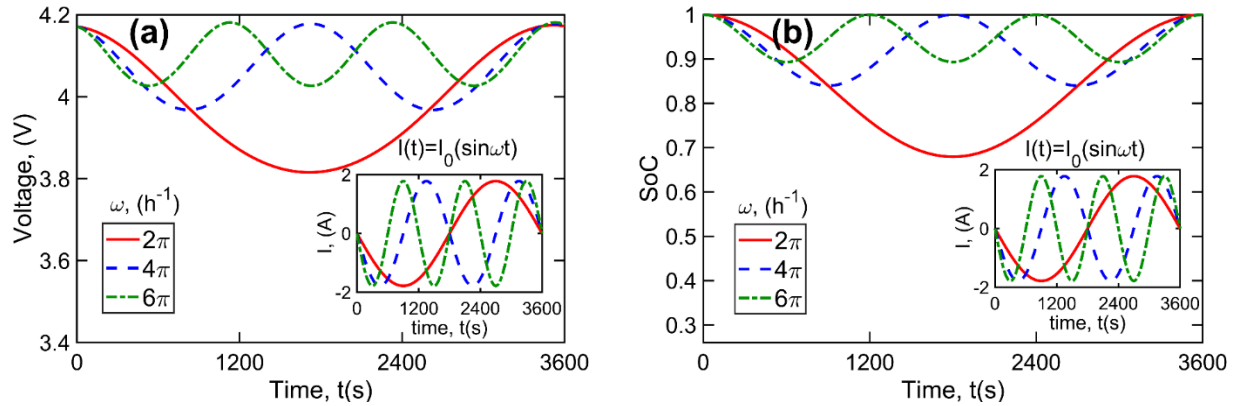 (a)
4.2
4
3.8
3.6
3.4
Voltage, (V)
0
1200
2400
3600
Time, t(s)
ω, (h⁻¹)
2π
4π
6π
I(t)=I₀(sinωt)
2
0
-2
I, (A)
0
1200
2400
3600
time, t(s)
(b)
1
0.9
0.8
0.7
0.6
0.5
0.4
0.3
SoC
0
1200
2400
3600
Time, t(s)
ω, (h⁻¹)
2π
4π
6π
I(t)=I₀(sinωt)
2
0
-2
I, (A)
0
1200
2400
3600
time, t(s)